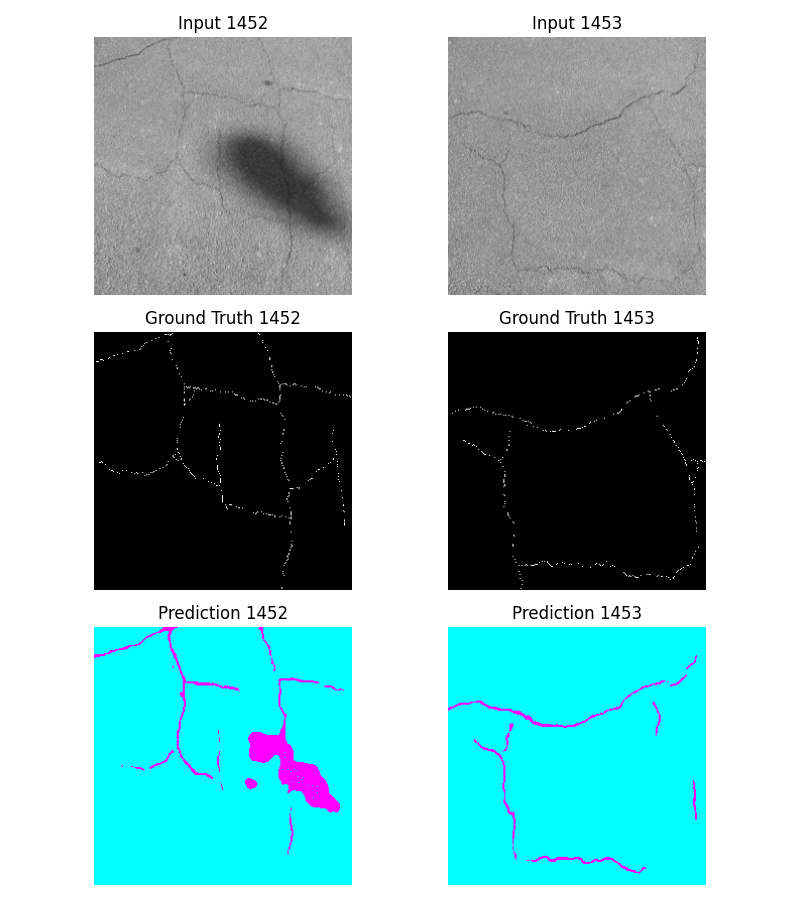 Input 1452
Input 1453
Ground Truth 1452
Ground Truth 1453
Prediction 1452
Prediction 1453